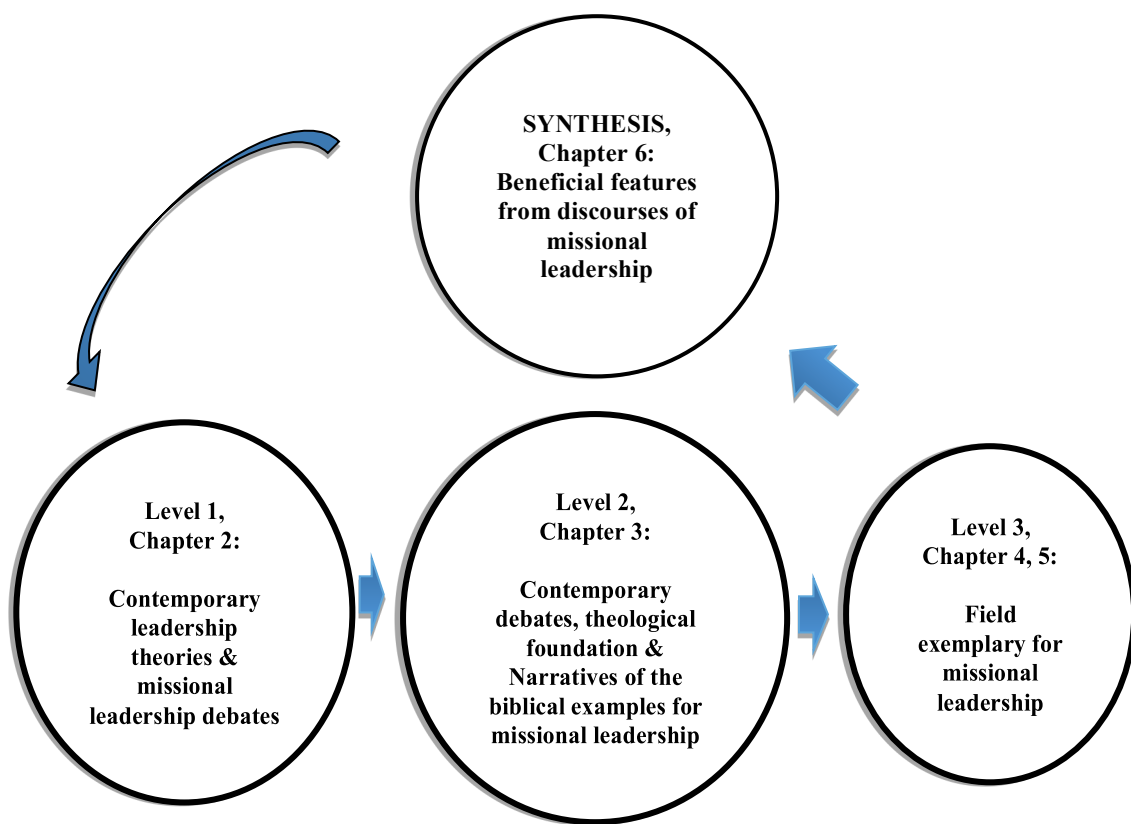 SYNTHESIS,
Chapter 6:
Beneficial features
from discourses of
missional
leadership
Level 1,
Chapter 2:
Contemporary
leadership
theories &
missional
leadership debates
Level 2,
Chapter 3:
Contemporary
debates, theological
foundation &
Narratives of the
biblical examples for
missional leadership
Level 3,
Chapter 4, 5:
Field
exemplary for
missional
leadership